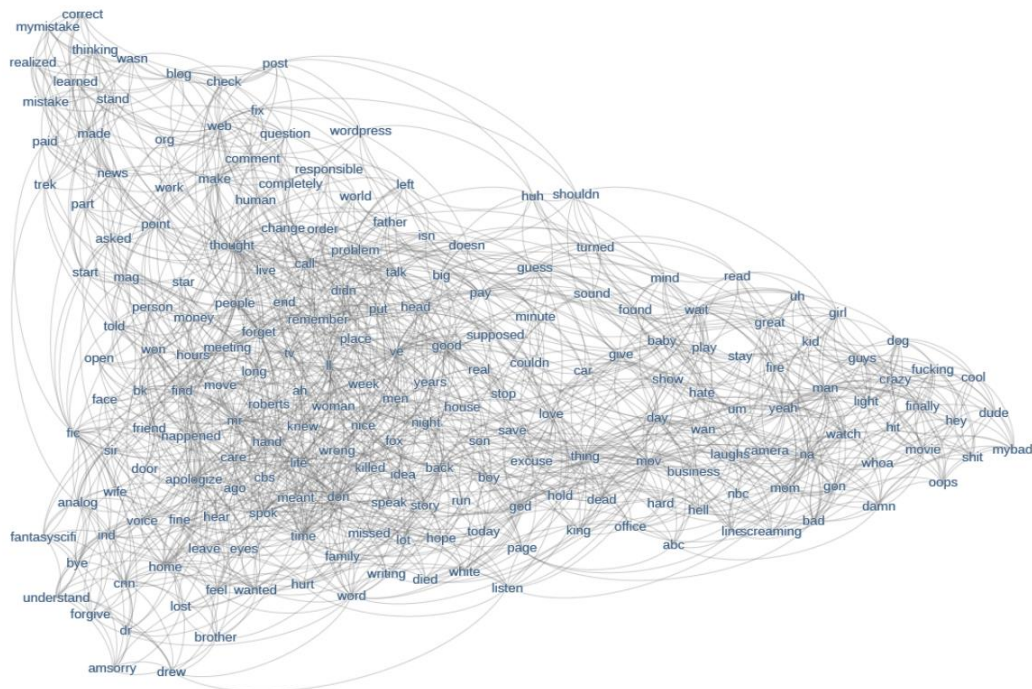 correct
mymistake
thinking
wasn
realized
blog
post
learned
check
mistake
stand
fix
web
paid
made
org
question
wordpress
comment
responsible
news
work
make
completely
left
trek
human
world
huh
shouldn
part
point
change
order
father
isn
asked
thought
problem
doesn
turned
start
mag
star
live
call
talk
big
guess
mind
read
didn
person
people
end
put
head
pay
sound
uh
money
remember
minute
found
wait
great
girl
told
won
forget
place
ve
good
supposed
baby
play
kid
open
hours
meeting
tv
ll
real
couldn
give
stay
fire
guys
dog
face
bk
find
move
long
week
years
car
show
man
crazy
fucking
cool
ah
men
stop
hate
light
fic
friend
roberts
woman
house
um
yeah
finally
happened
mr
knew
nice
night
love
day
hit
hey
dude
sir
hand
fox
son
save
wan
watch
door
care
life
wrong
thing
laughs
camera
na
whoa
movie
shit
mybad
apologize
cbs
killed
idea
back
excuse
mov
business
wife
ago
meant
don
boy
mom
gon
oops
analog
voice
fine
hear
spok
speak
story
run
god
hold
dead
hard
hell
nbc
bad
damn
fantasyscifi
ind
time
missed
lot
hope
today
king
office
line
screaming
bye
leave
eyes
family
page
abc
understand
cnn
home
feel
wanted
hurt
writing
died
white
listen
forgive
lost
word
dr
brother
amsorry
drew